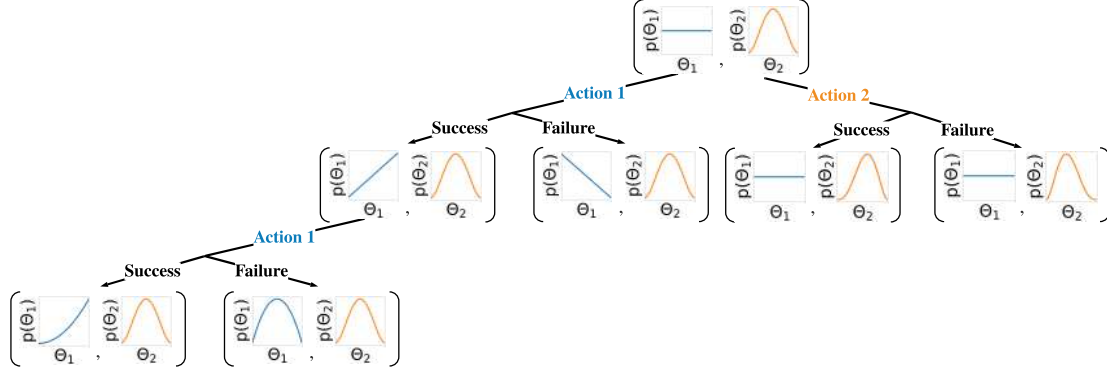 p(Θ₁) p(Θ₂)
Θ₁ , Θ₂
Action 1 Action 2
Success Failure Success Failure
p(Θ₁) p(Θ₂) p(Θ₁) p(Θ₂) p(Θ₁) p(Θ₂) p(Θ₁) p(Θ₂)
Θ₁ , Θ₂ Θ₁ , Θ₂ Θ₁ , Θ₂ Θ₁ , Θ₂
Action 1
Success Failure
p(Θ₁) p(Θ₂) p(Θ₁) p(Θ₂)
Θ₁ , Θ₂ Θ₁ , Θ₂